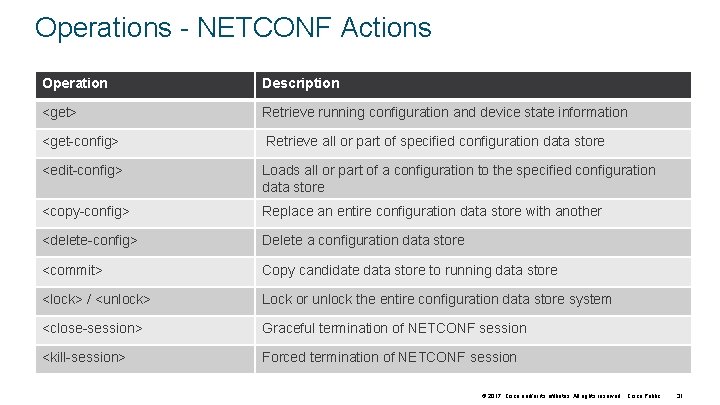 Operations - NETCONF Actions
Operation Description
<get> Retrieve running configuration and device state information
<get-config> Retrieve all or part of specified configuration data store
<edit-config> Loads all or part of a configuration to the specified configuration
data store
<copy-config> Replace an entire configuration data store with another
<delete-config> Delete a configuration data store
<commit> Copy candidate data store to running data store
<lock> / <unlock> Lock or unlock the entire configuration data store system
<close-session> Graceful termination of NETCONF session
<kill-session> Forced termination of NETCONF session
© 2017 Cisco and/or its affiliates. All rights reserved. Cisco Public 31